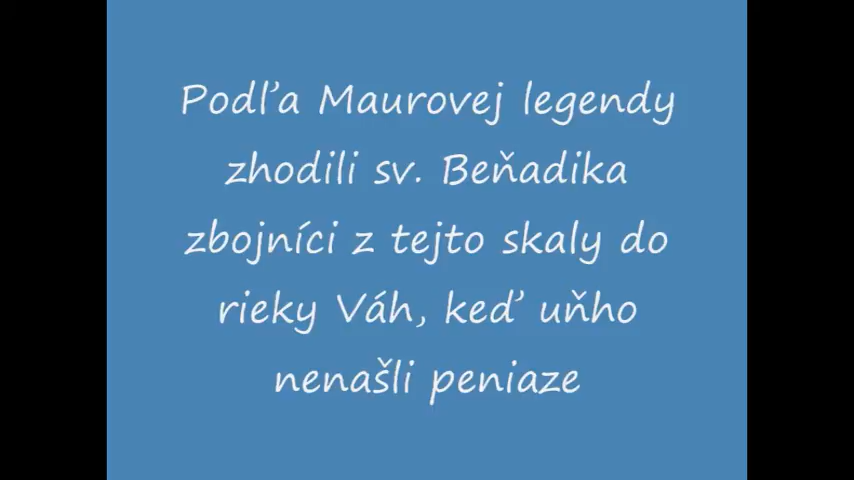 Podľa Maurovej legendy
zhodili sv. Beňadika
zbojníci z tejto skaly do
rieky Váh, keď uňho
nenašli peniaze